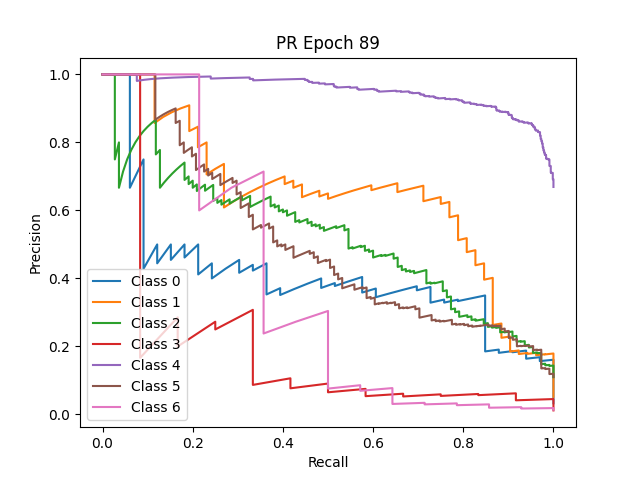 PR Epoch 89
Precision
1.0
0.8
0.6
0.4
0.2
0.0
Class 0
Class 1
Class 2
Class 3
Class 4
Class 5
Class 6
0.0 0.2 0.4 0.6 0.8 1.0
Recall